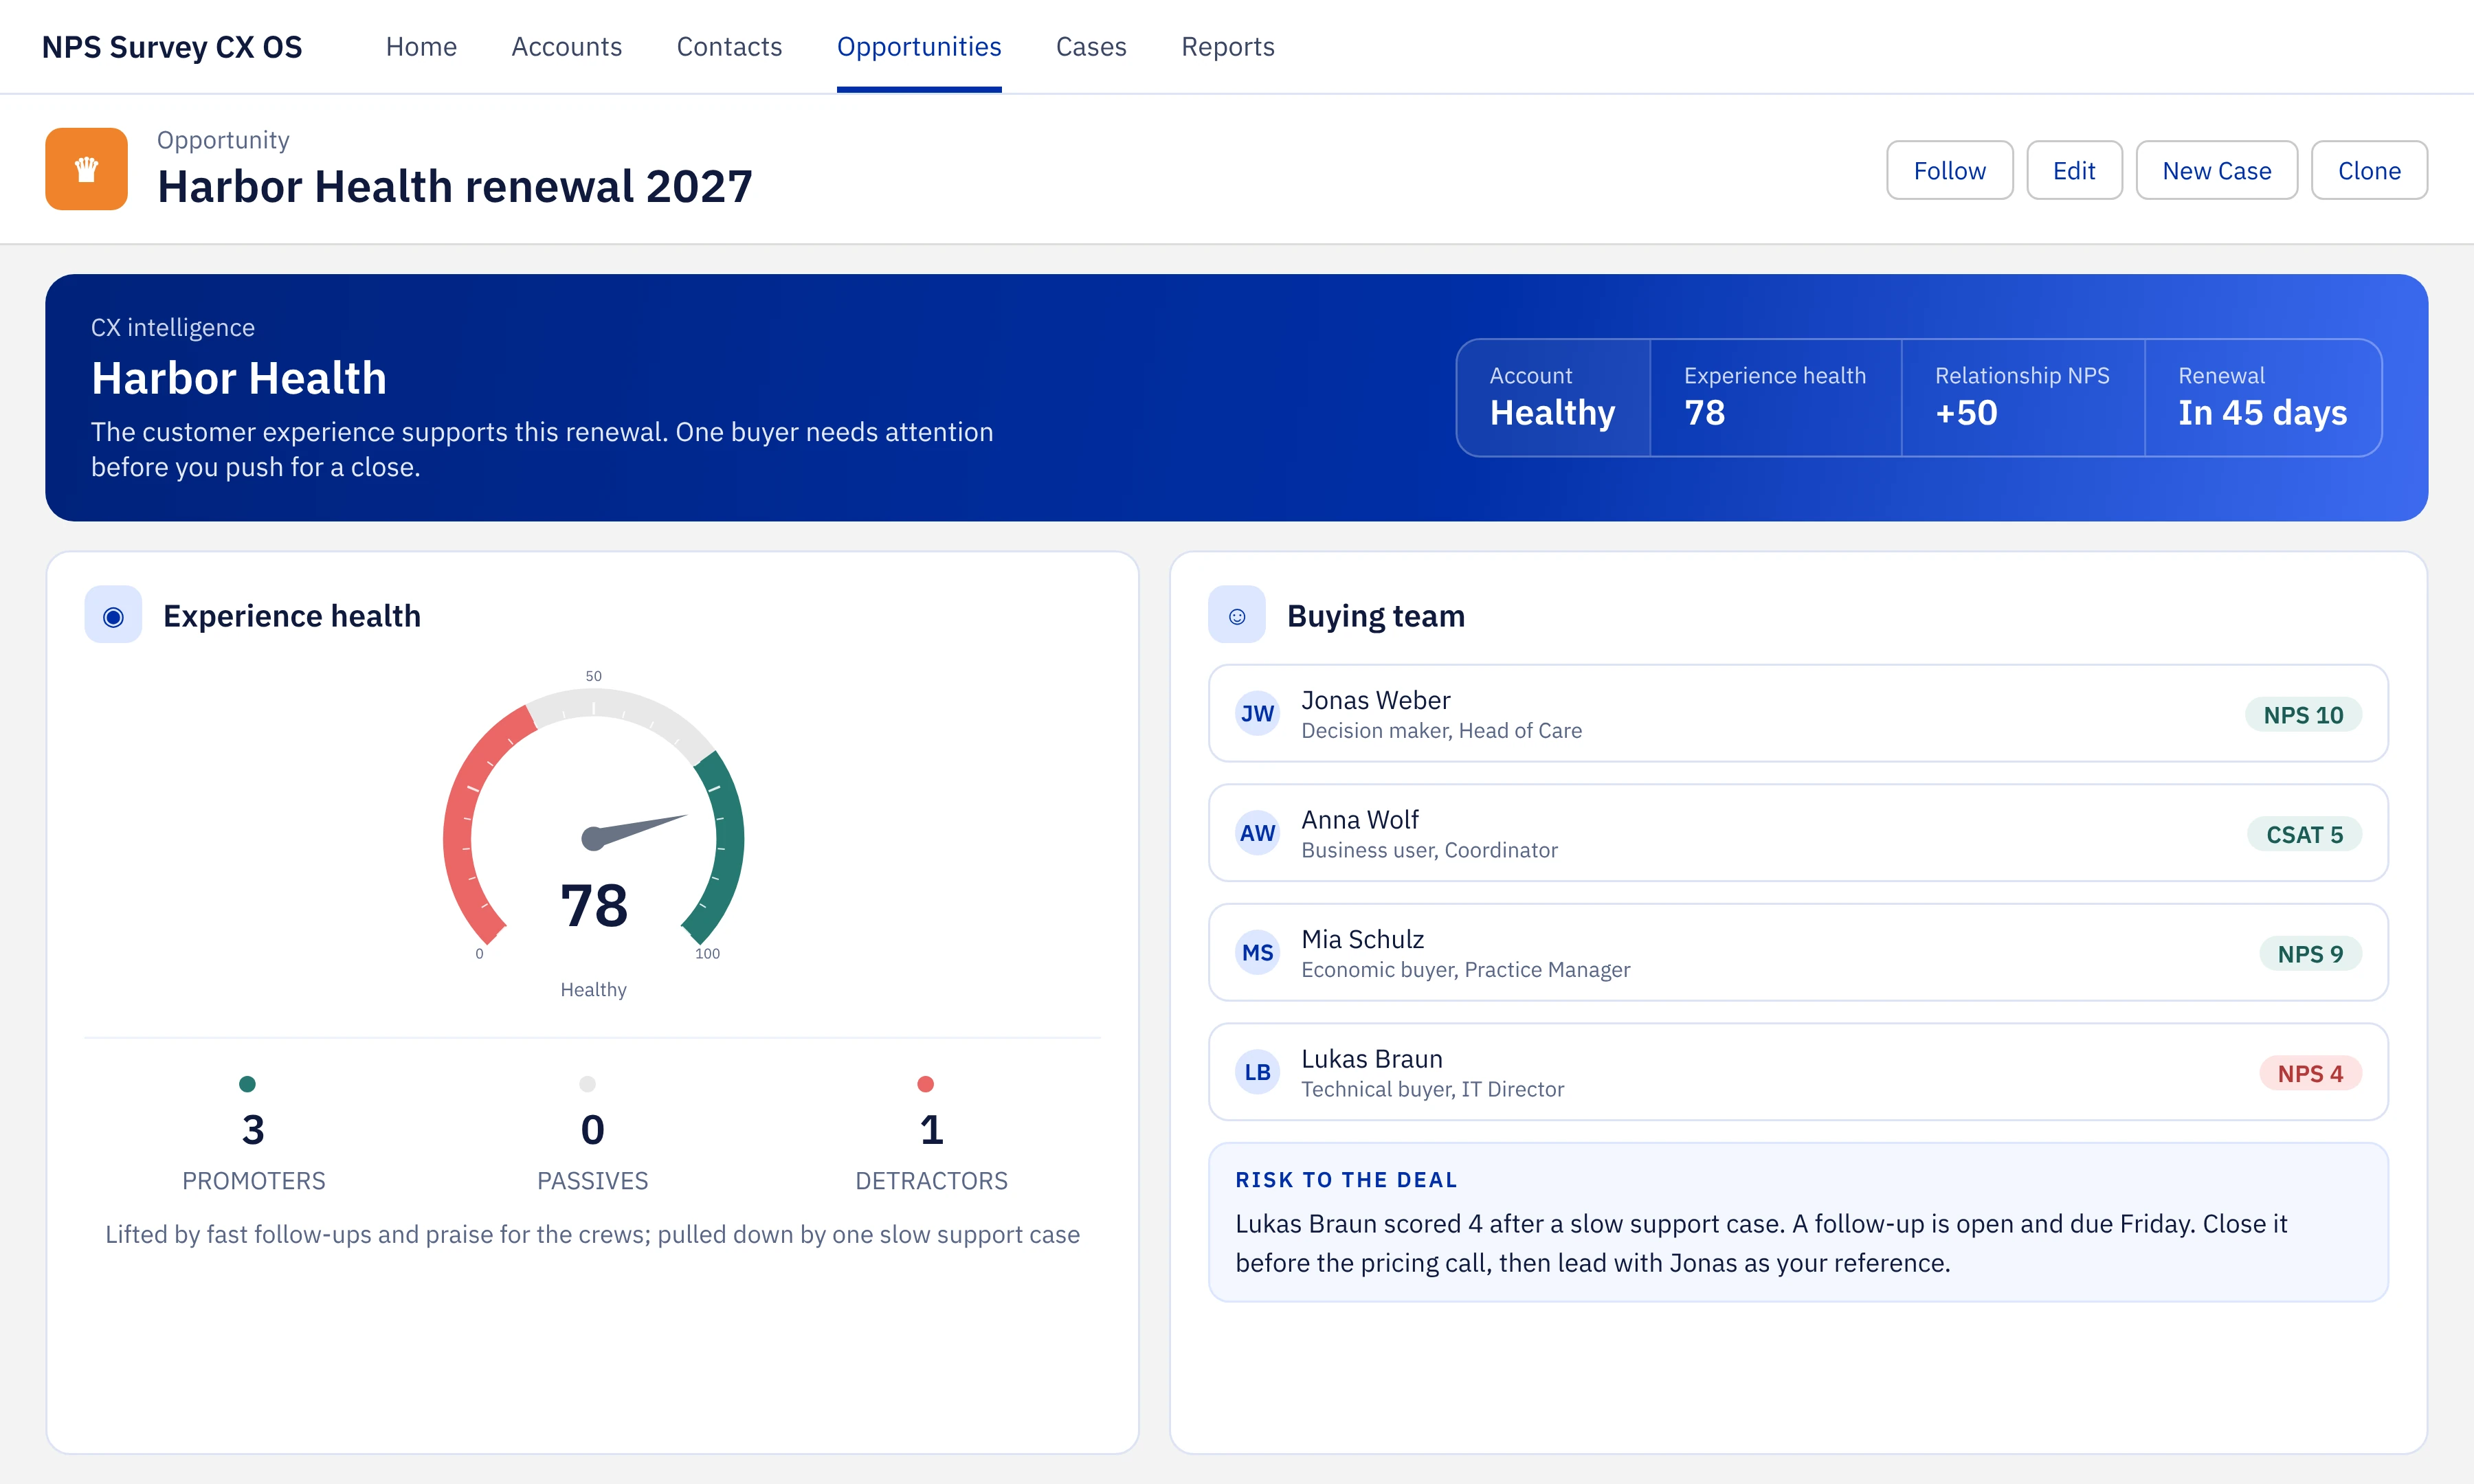 NPS Survey CX OS
Home
Accounts
Contacts
Opportunities
Cases
Reports
Opportunity
Harbor Health renewal 2027
Follow
Edit
New Case
Clone
CX intelligence
Harbor Health
The customer experience supports this renewal. One buyer needs attention
before you push for a close.
Account
Healthy
Experience health
78
Relationship NPS
+50
Renewal
In 45 days
Experience health
50
78
0
100
Healthy
3
PROMOTERS
0
PASSIVES
1
DETRACTORS
Lifted by fast follow-ups and praise for the crews; pulled down by one slow support case
Buying team
JW
Jonas Weber
Decision maker, Head of Care
NPS 10
AW
Anna Wolf
Business user, Coordinator
CSAT 5
MS
Mia Schulz
Economic buyer, Practice Manager
NPS 9
LB
Lukas Braun
Technical buyer, IT Director
NPS 4
RISK TO THE DEAL
Lukas Braun scored 4 after a slow support case. A follow-up is open and due Friday. Close it
before the pricing call, then lead with Jonas as your reference.